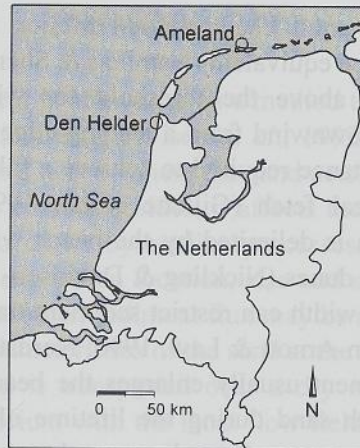 Ameland
Den Helder
North Sea
The Netherlands
0 50 km
N